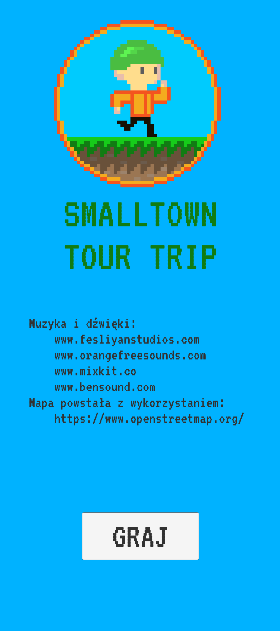 SMALLTOWN
TOUR TRIP
Muzyka i dźwięki:
www.fesliyanstudios.com
www.orangefreesounds.com
www.mixkit.co
www.bensound.com
Mapa powstała z wykorzystaniem:
https://www.openstreetmap.org/
GRAJ